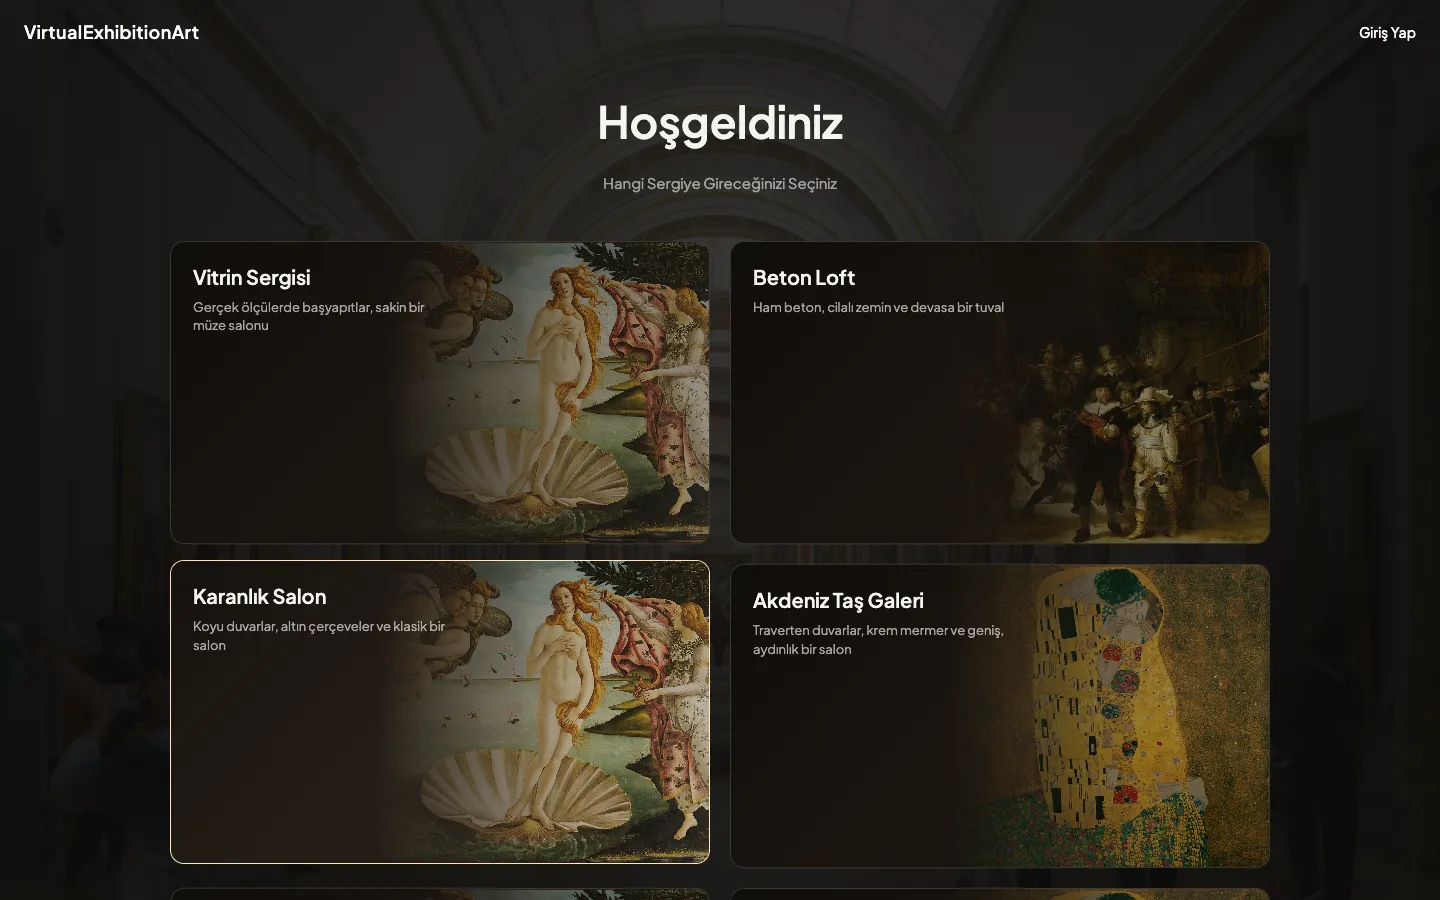 VirtualExhibitionArt
Giriş Yap
Hoşgeldiniz
Hangi Sergiye Gireceğinizi Seçiniz
Vitrin Sergisi
Gerçek ölçülerde başyapıtlar, sakin bir
müze salonu
Beton Loft
Ham beton, cilalı zemin ve devasa bir tuval
Karanlık Salon
Koyu duvarlar, altın çerçeveler ve klasik bir
salon
Akdeniz Taş Galeri
Traverten duvarlar, krem mermer ve geniş,
aydınlık bir salon